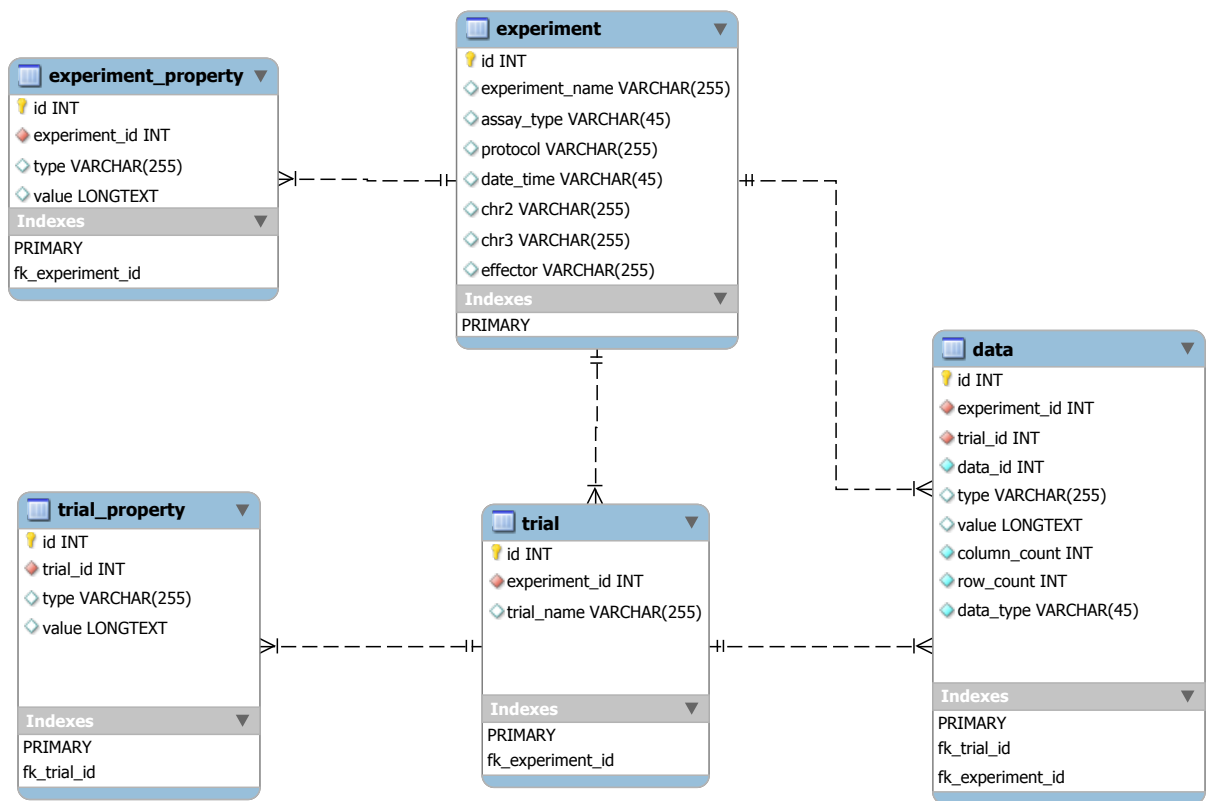 experiment
id INT
experiment_name VARCHAR(255)
assay_type VARCHAR(45)
protocol VARCHAR(255)
date_time VARCHAR(45)
chr2 VARCHAR(255)
chr3 VARCHAR(255)
effector VARCHAR(255)
Indexes
PRIMARY
experiment_property
id INT
experiment_id INT
type VARCHAR(255)
value LONGTEXT
Indexes
PRIMARY
fk_experiment_id
data
id INT
experiment_id INT
trial_id INT
data_id INT
type VARCHAR(255)
value LONGTEXT
column_count INT
row_count INT
data_type VARCHAR(45)
Indexes
PRIMARY
fk_trial_id
fk_experiment_id
trial_property
id INT
trial_id INT
type VARCHAR(255)
value LONGTEXT
Indexes
PRIMARY
fk_trial_id
trial
id INT
experiment_id INT
trial_name VARCHAR(255)
Indexes
PRIMARY
fk_experiment_id